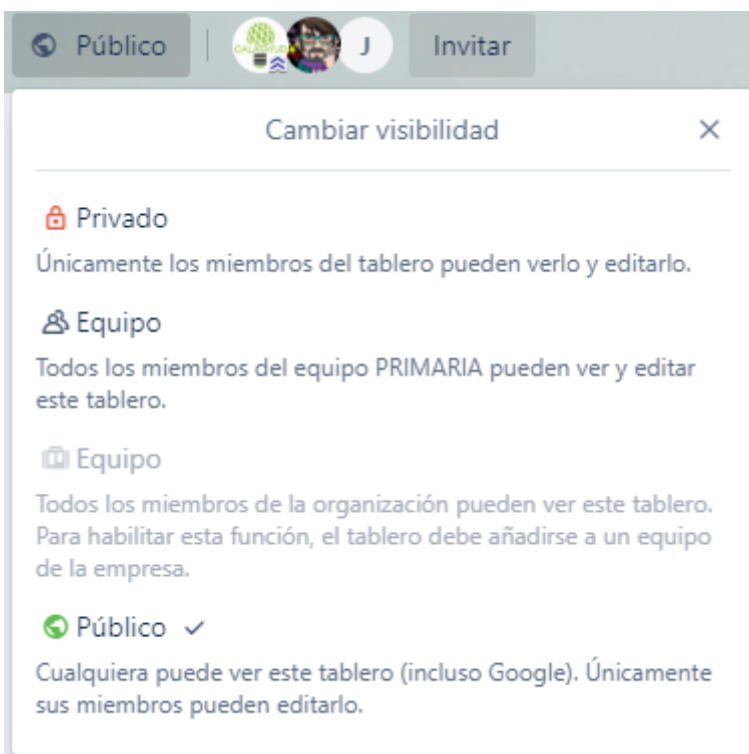 Público
J
Invitar
Cambiar visibilidad
Privado
Únicamente los miembros del tablero pueden verlo y editarlo.
Equipo
Todos los miembros del equipo PRIMARIA pueden ver y editar
este tablero.
Equipo
Todos los miembros de la organización pueden ver este tablero.
Para habilitar esta función, el tablero debe añadirse a un equipo
de la empresa.
Público
Cualquiera puede ver este tablero (incluso Google). Únicamente
sus miembros pueden editarlo.